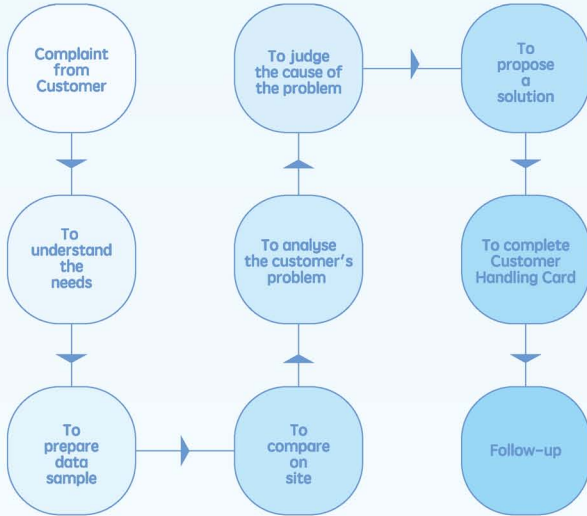 Complaint
from
Customer
To
understand
the
needs
To
prepare
data
sample
To
compare
on
site
To analyse
the customer's
problem
To judge
the cause of
the problem
To
propose
a
solution
To complete
Customer
Handling Card
Follow-up